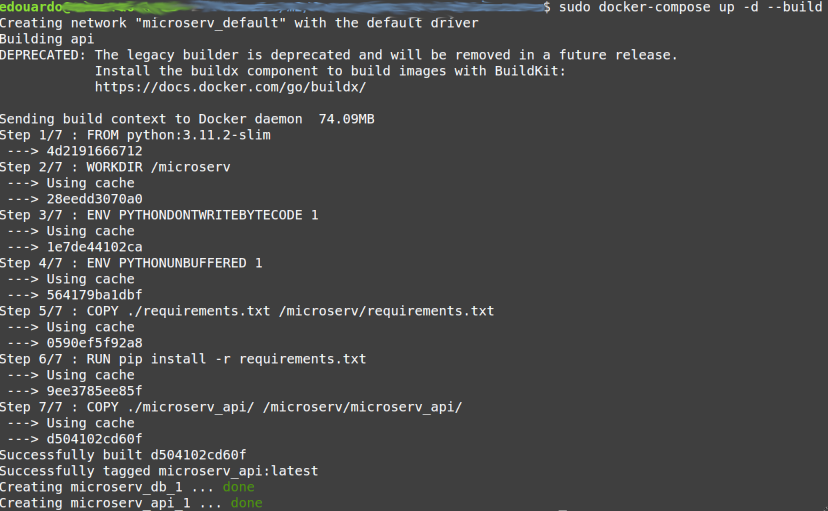 edouardo $ sudo docker-compose up -d --build
Creating network "microserv_default" with the default driver
Building api
DEPRECATED: The legacy builder is deprecated and will be removed in a future release.
            Install the buildx component to build images with BuildKit:
            https://docs.docker.com/go/buildx/
Sending build context to Docker daemon  74.09MB
Step 1/7 : FROM python:3.11.2-slim
 ---> 4d2191666712
Step 2/7 : WORKDIR /microserv
 ---> Using cache
 ---> 28eedd3070a0
Step 3/7 : ENV PYTHONDONTWRITEBYTECODE 1
 ---> Using cache
 ---> 1e7de44102ca
Step 4/7 : ENV PYTHONUNBUFFERED 1
 ---> Using cache
 ---> 564179ba1dbf
Step 5/7 : COPY ./requirements.txt /microserv/requirements.txt
 ---> Using cache
 ---> 0590ef5f92a8
Step 6/7 : RUN pip install -r requirements.txt
 ---> Using cache
 ---> 9ee3785ee85f
Step 7/7 : COPY ./microserv_api/ /microserv/microserv_api/
 ---> Using cache
 ---> d504102cd60f
Successfully built d504102cd60f
Successfully tagged microserv_api:latest
Creating microserv_db_1 ... done
Creating microserv_api_1 ... done